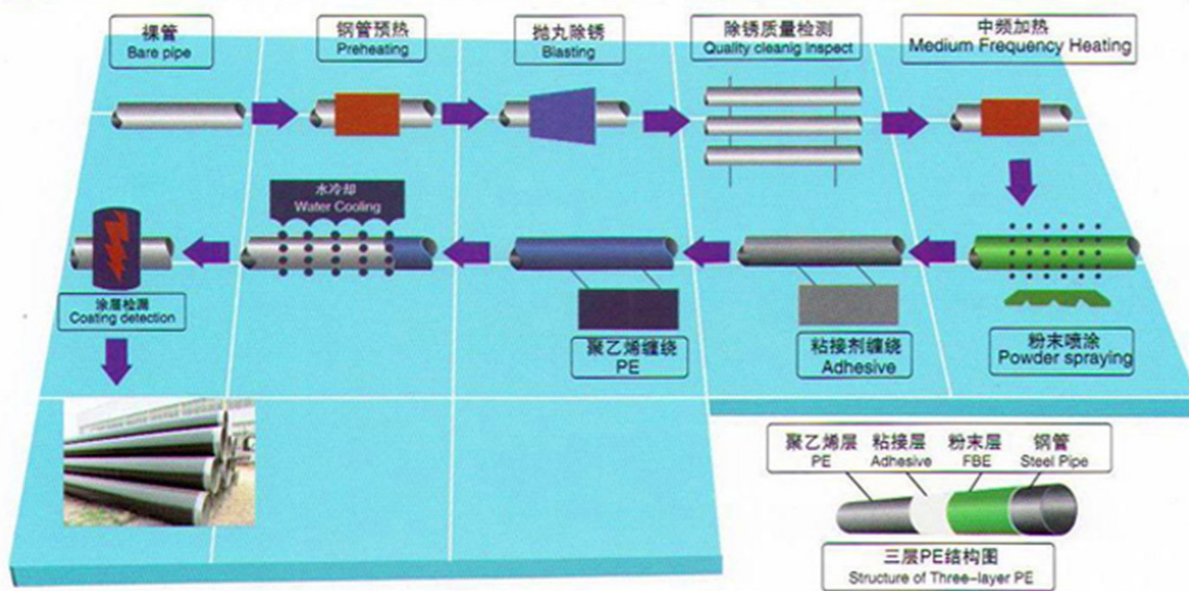 裸管
Bare pipe
钢管预热
Preheating
抛丸除锈
Blasting
除锈质量检测
Quality cleanig inspect
中频加热
Medium Frequency Heating
水冷却
Water Cooling
涂层检漏
Coating detection
聚乙烯缠绕
PE
粘接剂缠绕
Adhesive
粉末喷涂
Powder spraying
聚乙烯层 粘接层 粉末层 钢管
PE Adhesive FBE Steel Pipe
三层PE结构图
Structure of Three-layer PE